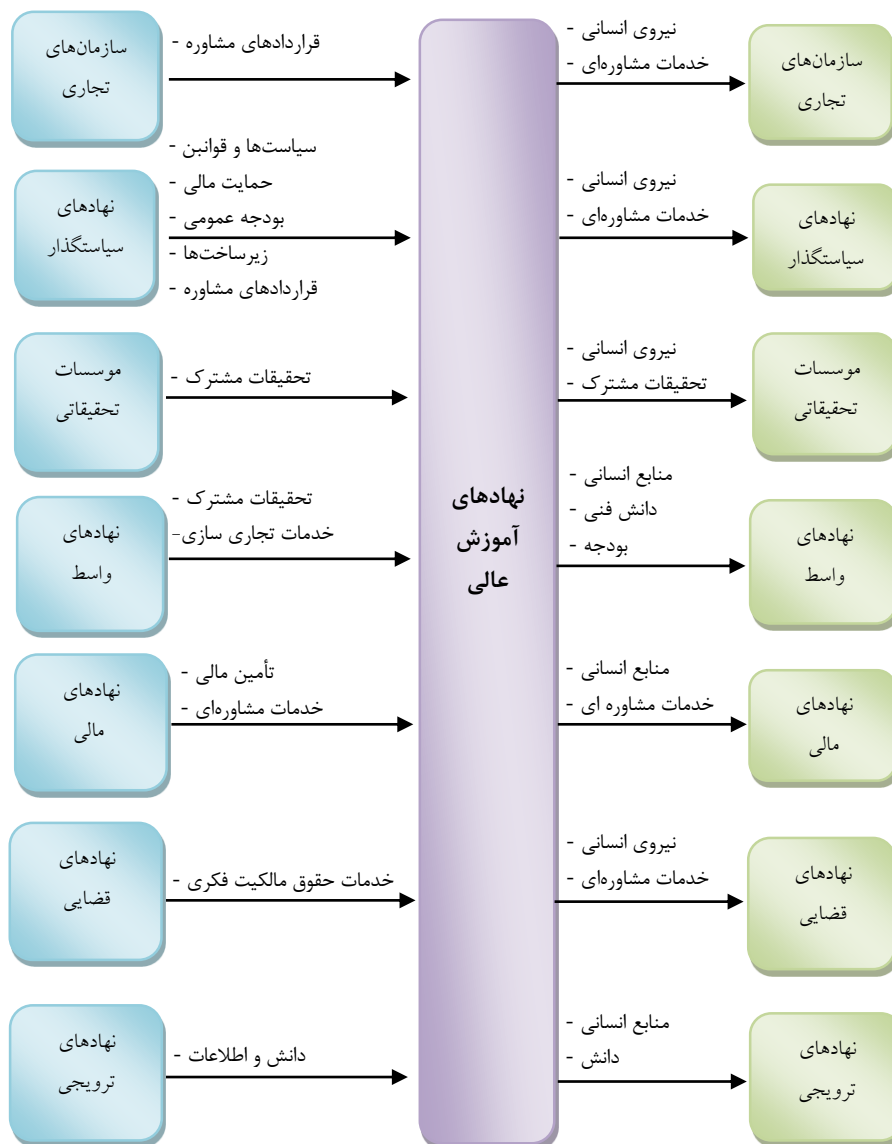 سازمان‌های
تجاری
- قراردادهای مشاوره
- نیروی انسانی
- خدمات مشاوره‌ای
سازمان‌های
تجاری
نهادهای
سیاستگذار
- سیاست‌ها و قوانبن
- حمایت مالی
- بودجه عمومی
- زیرساخت‌ها
- قراردادهای مشاوره
- نیروی انسانی
- خدمات مشاوره‌ای
نهادهای
سیاستگذار
موسسات
تحقیقاتی
- تحقیقات مشترک
- نیروی انسانی
- تحقیقات مشترک
موسسات
تحقیقاتی
نهادهای
آموزش
عالی
نهادهای
واسط
- تحقیقات مشترک
-خدمات تجاری سازی
- منابع انسانی
- دانش فنی
- بودجه
نهادهای
واسط
نهادهای
مالی
- تأمین مالی
- خدمات مشاوره‌ای
- منابع انسانی
- خدمات مشاوره ای
نهادهای
مالی
نهادهای
قضایی
- خدمات حقوق مالکیت فکری
- نیروی انسانی
- خدمات مشاوره‌ای
نهادهای
قضایی
نهادهای
ترویجی
- دانش و اطلاعات
- منابع انسانی
- دانش
نهادهای
ترویجی